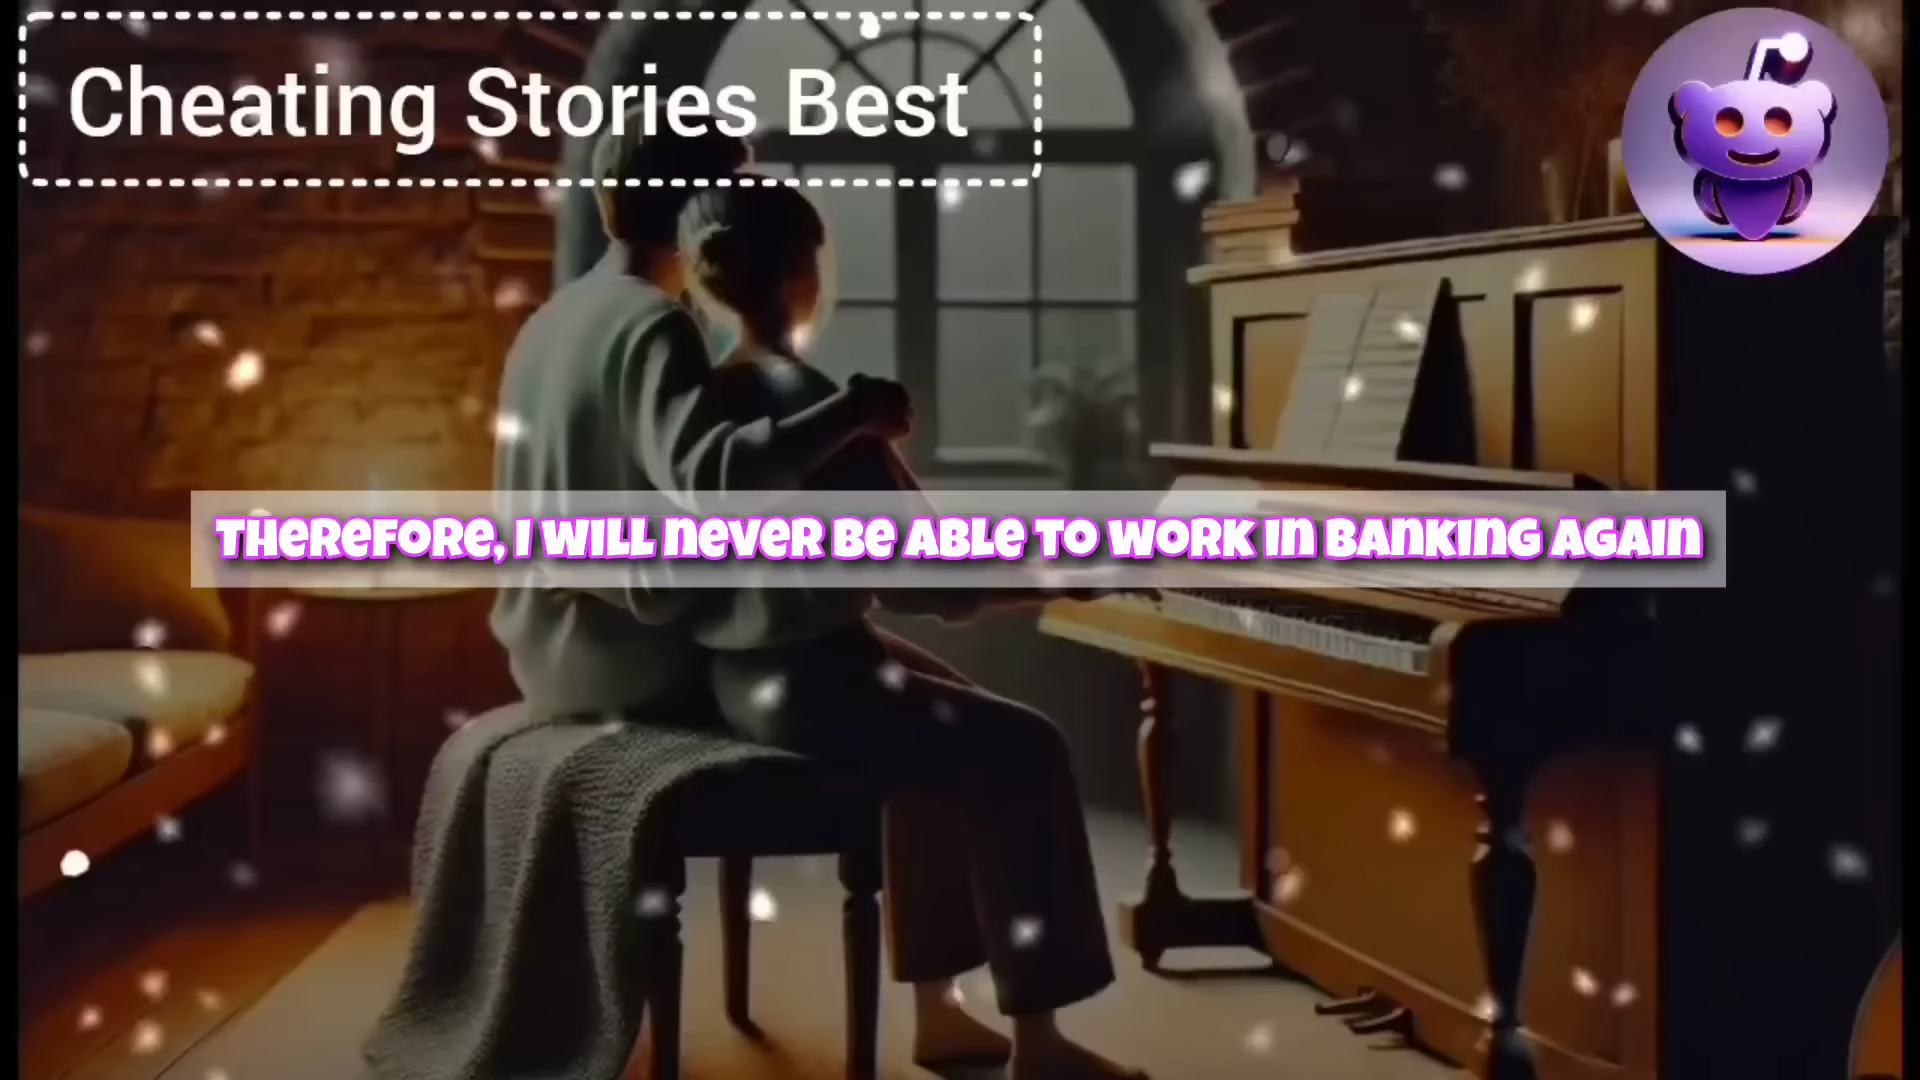 Cheating Stories Best
Therefore, I will never be able to work in banking again